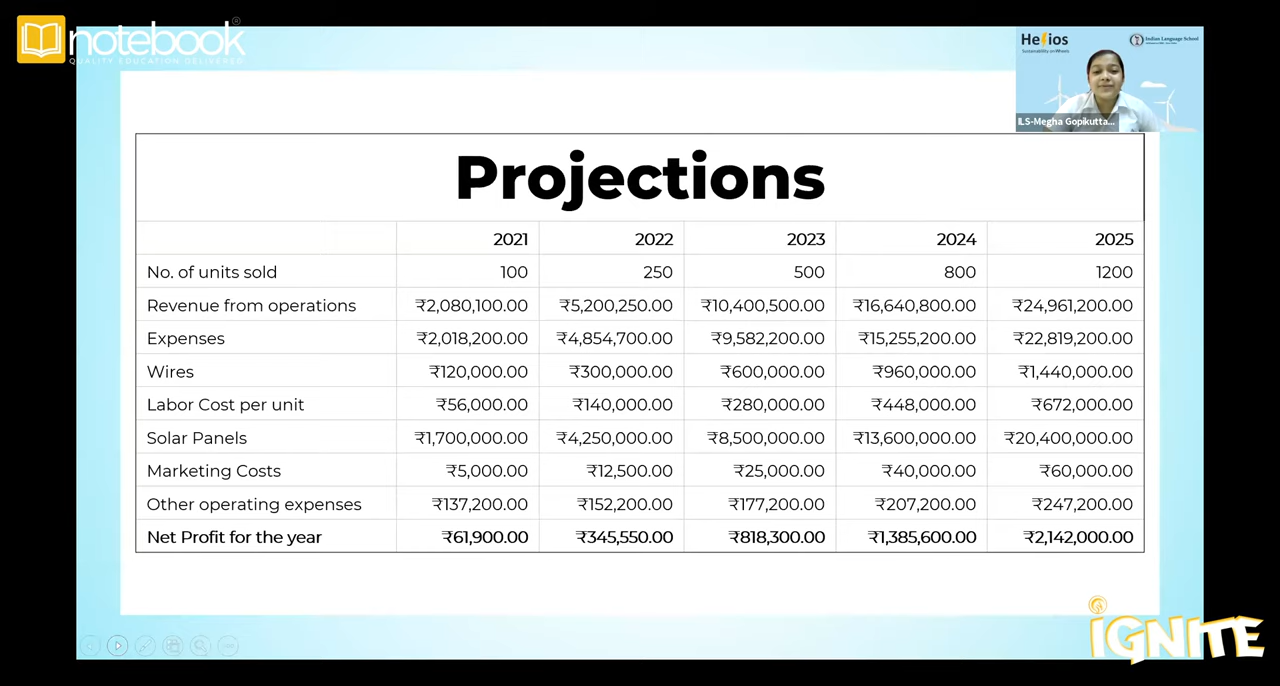 notebook
QUALITY EDUCATION DELIVERED
Helios
Sustainability on Wheels
Indian Language School
ILS-Megha Gopikutta...
Projections
2021 2022 2023 2024 2025
No. of units sold 100 250 500 800 1200
Revenue from operations ₹2,080,100.00 ₹5,200,250.00 ₹10,400,500.00 ₹16,640,800.00 ₹24,961,200.00
Expenses ₹2,018,200.00 ₹4,854,700.00 ₹9,582,200.00 ₹15,255,200.00 ₹22,819,200.00
Wires ₹120,000.00 ₹300,000.00 ₹600,000.00 ₹960,000.00 ₹1,440,000.00
Labor Cost per unit ₹56,000.00 ₹140,000.00 ₹280,000.00 ₹448,000.00 ₹672,000.00
Solar Panels ₹1,700,000.00 ₹4,250,000.00 ₹8,500,000.00 ₹13,600,000.00 ₹20,400,000.00
Marketing Costs ₹5,000.00 ₹12,500.00 ₹25,000.00 ₹40,000.00 ₹60,000.00
Other operating expenses ₹137,200.00 ₹152,200.00 ₹177,200.00 ₹207,200.00 ₹247,200.00
Net Profit for the year ₹61,900.00 ₹345,550.00 ₹818,300.00 ₹1,385,600.00 ₹2,142,000.00
iGNITE